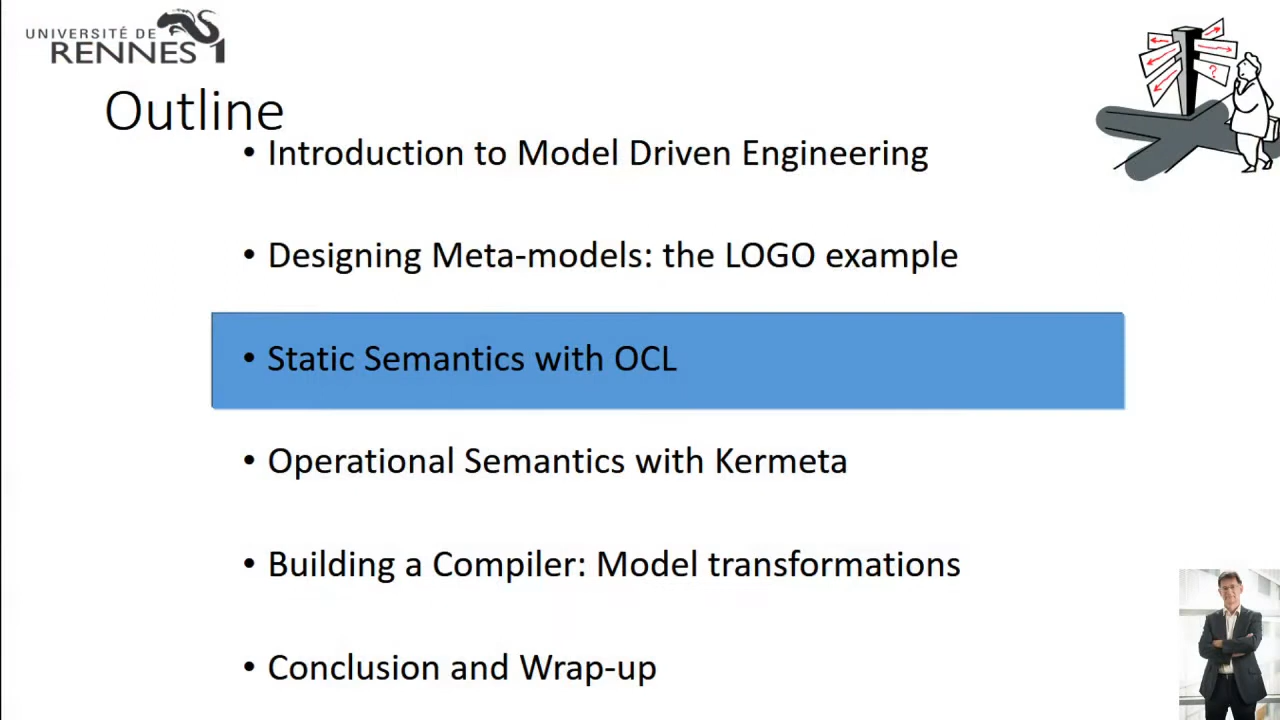 UNIVERSITÉ DE
RENNES 1
Outline
• Introduction to Model Driven Engineering
• Designing Meta-models: the LOGO example
• Static Semantics with OCL
• Operational Semantics with Kermeta
• Building a Compiler: Model transformations
• Conclusion and Wrap-up
?